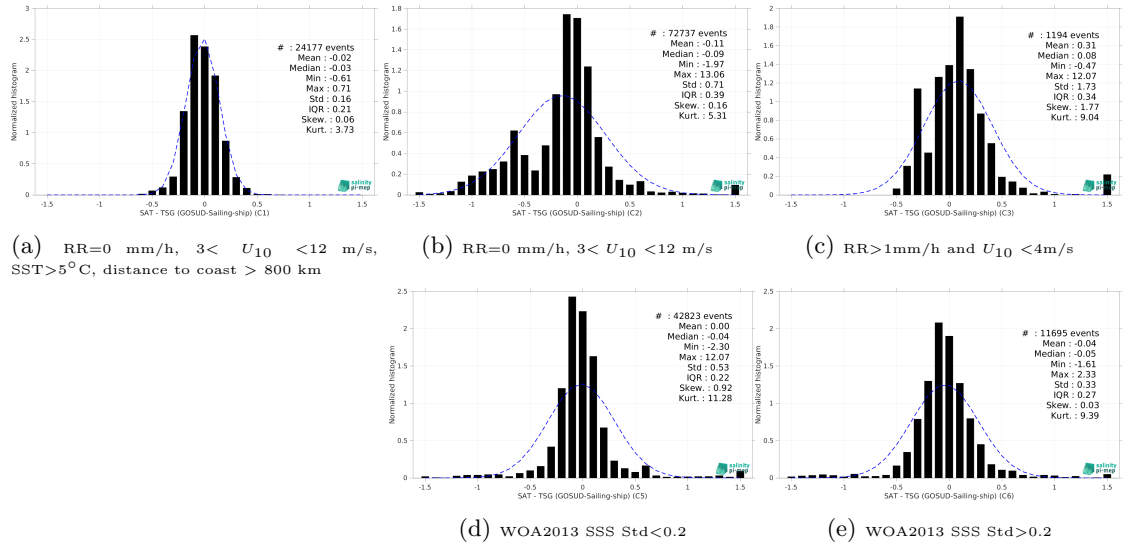 Normalized histogram
3
2.5
2
1.5
1
0.5
0
-1.5 -1 -0.5 0 0.5 1 1.5
SAT - TSG (GOSUD-Sailing-ship) (C1)
# : 24177 events
Mean : -0.02
Median : -0.03
Min : -0.61
Max : 0.71
Std : 0.16
IQR : 0.21
Skew. : 0.06
Kurt. : 3.73
salinity
pi-mep
(a) RR=0 mm/h, 3< U10 <12 m/s,
SST>5°C, distance to coast > 800 km
Normalized histogram
1.8
1.6
1.4
1.2
1
0.8
0.6
0.4
0.2
0
-1.5 -1 -0.5 0 0.5 1 1.5
SAT - TSG (GOSUD-Sailing-ship) (C2)
# : 72737 events
Mean : -0.11
Median : -0.09
Min : -1.97
Max : 13.06
Std : 0.71
IQR : 0.39
Skew. : 0.16
Kurt. : 5.31
salinity
pi-mep
(b) RR=0 mm/h, 3< U10 <12 m/s
Normalized histogram
2
1.8
1.6
1.4
1.2
1
0.8
0.6
0.4
0.2
0
-1.5 -1 -0.5 0 0.5 1 1.5
SAT - TSG (GOSUD-Sailing-ship) (C3)
# : 1194 events
Mean : 0.31
Median : 0.08
Min : -0.47
Max : 12.07
Std : 1.73
IQR : 0.34
Skew. : 1.77
Kurt. : 9.04
salinity
pi-mep
(c) RR>1mm/h and U10 <4m/s
Normalized histogram
2.5
2
1.5
1
0.5
0
-1.5 -1 -0.5 0 0.5 1 1.5
SAT - TSG (GOSUD-Sailing-ship) (C5)
# : 42823 events
Mean : 0.00
Median : -0.04
Min : -2.30
Max : 12.07
Std : 0.53
IQR : 0.22
Skew. : 0.92
Kurt. : 11.28
salinity
pi-mep
(d) WOA2013 SSS Std<0.2
Normalized histogram
2.5
2
1.5
1
0.5
0
-1.5 -1 -0.5 0 0.5 1 1.5
SAT - TSG (GOSUD-Sailing-ship) (C6)
# : 11695 events
Mean : -0.04
Median : -0.05
Min : -1.61
Max : 2.33
Std : 0.33
IQR : 0.27
Skew. : 0.03
Kurt. : 9.39
salinity
pi-mep
(e) WOA2013 SSS Std>0.2